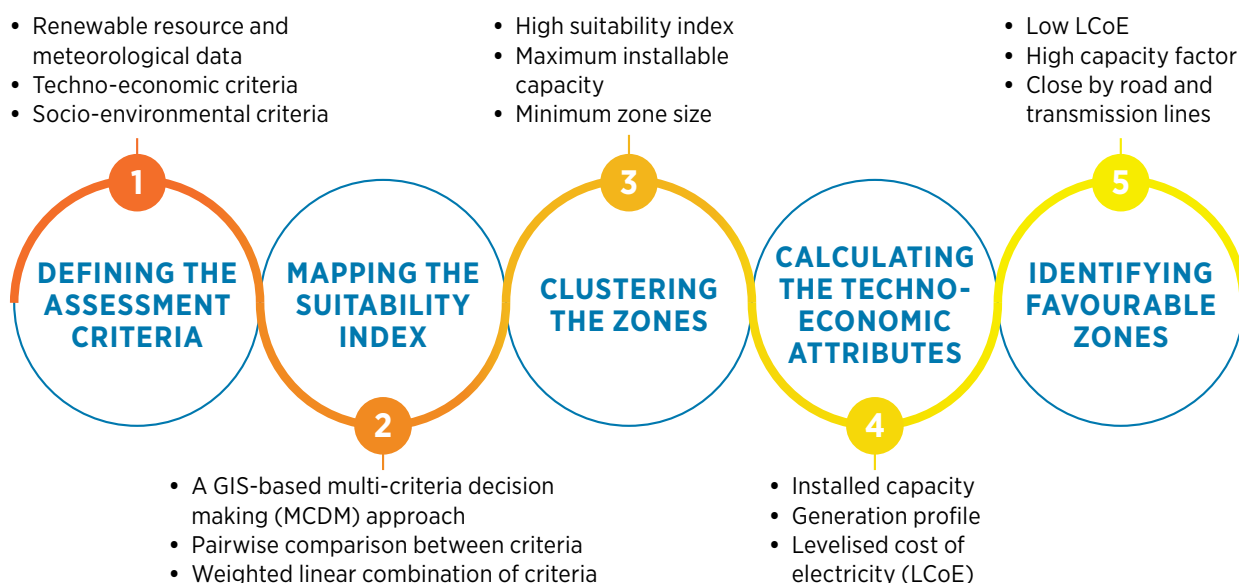 • Renewable resource and
meteorological data
• Techno-economic criteria
• Socio-environmental criteria
1
DEFINING THE
ASSESSMENT
CRITERIA
MAPPING THE
SUITABILITY
INDEX
2
• A GIS-based multi-criteria decision
making (MCDM) approach
• Pairwise comparison between criteria
• Weighted linear combination of criteria
• High suitability index
• Maximum installable
capacity
• Minimum zone size
3
CLUSTERING
THE ZONES
CALCULATING
THE TECHNO-
ECONOMIC
ATTRIBUTES
4
• Installed capacity
• Generation profile
• Levelised cost of
electricity (LCoE)
• Low LCoE
• High capacity factor
• Close by road and
transmission lines
5
IDENTIFYING
FAVOURABLE
ZONES